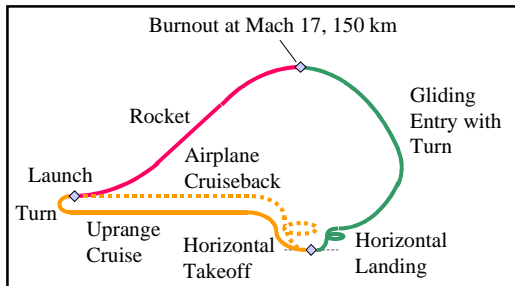 Burnout at Mach 17, 150 km
Rocket
Gliding
Entry with
Turn
Airplane
Cruiseback
Launch
Turn
Uprange
Cruise
Horizontal
Takeoff
Horizontal
Landing